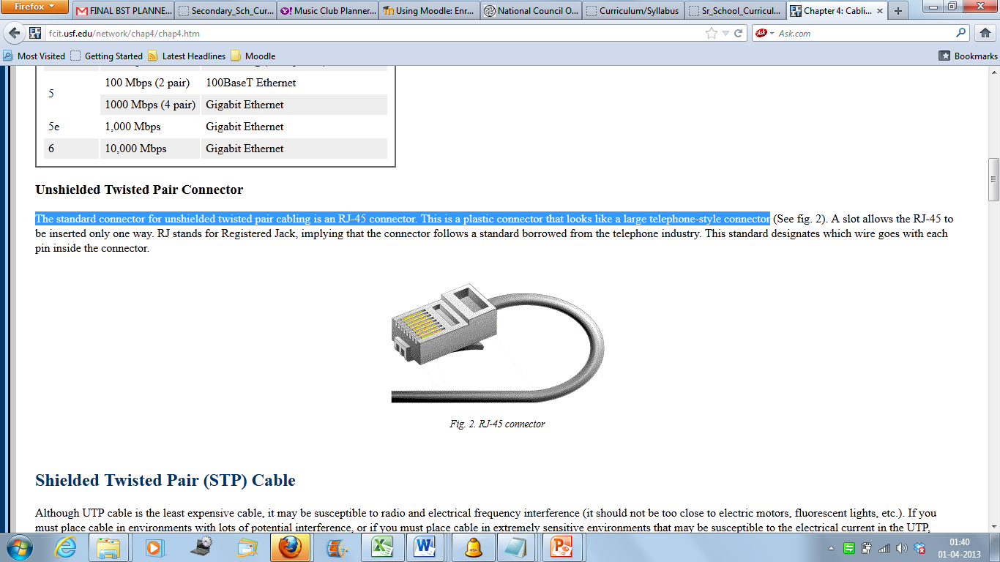 Firefox
FINAL BST PLANNE...
Secondary_Sch_Cur...
Music Club Planner...
Using Moodle: Enr...
National Council O...
Curriculum/Syllabus
Sr_School_Curricul...
Chapter 4: Cabli...
fcit.usf.edu/network/chap4/chap4.htm
Ask Ask.com
Most Visited Getting Started Latest Headlines Moodle Bookmarks
5 100 Mbps (2 pair) 100BaseT Ethernet
1000 Mbps (4 pair) Gigabit Ethernet
5e 1,000 Mbps Gigabit Ethernet
6 10,000 Mbps Gigabit Ethernet
Unshielded Twisted Pair Connector
The standard connector for unshielded twisted pair cabling is an RJ-45 connector. This is a plastic connector that looks like a large telephone-style connector (See fig. 2). A slot allows the RJ-45 to
be inserted only one way. RJ stands for Registered Jack, implying that the connector follows a standard borrowed from the telephone industry. This standard designates which wire goes with each
pin inside the connector.
Fig. 2. RJ-45 connector
Shielded Twisted Pair (STP) Cable
Although UTP cable is the least expensive cable, it may be susceptible to radio and electrical frequency interference (it should not be too close to electric motors, fluorescent lights, etc.). If you
must place cable in environments with lots of potential interference, or if you must place cable in extremely sensitive environments that may be susceptible to the electrical current in the UTP,
01:40
01-04-2013